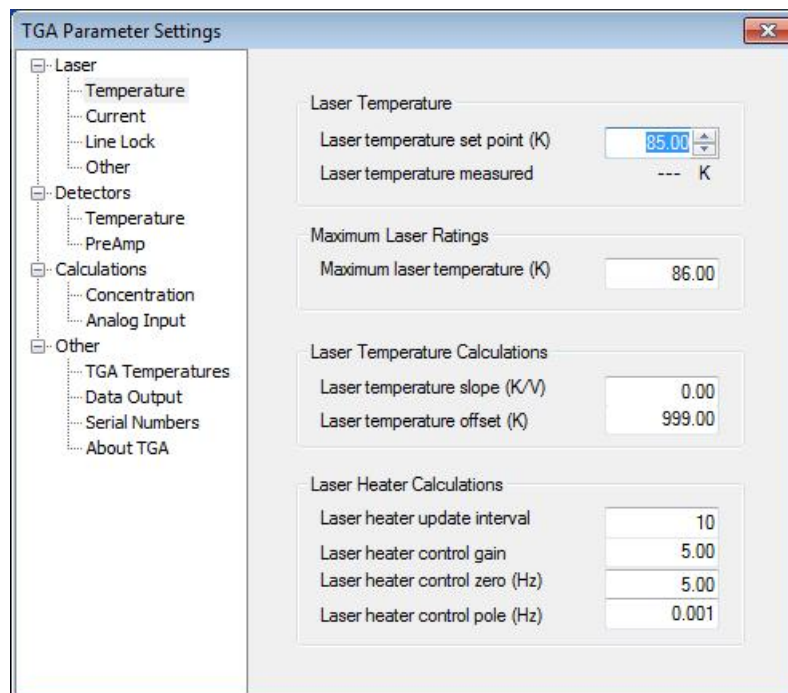 TGA Parameter Settings
Laser
Temperature
Current
Line Lock
Other
Detectors
Temperature
PreAmp
Calculations
Concentration
Analog Input
Other
TGA Temperatures
Data Output
Serial Numbers
About TGA
Laser Temperature
Laser temperature set point (K) 85.00
Laser temperature measured --- K
Maximum Laser Ratings
Maximum laser temperature (K) 86.00
Laser Temperature Calculations
Laser temperature slope (K/V) 0.00
Laser temperature offset (K) 999.00
Laser Heater Calculations
Laser heater update interval 10
Laser heater control gain 5.00
Laser heater control zero (Hz) 5.00
Laser heater control pole (Hz) 0.001